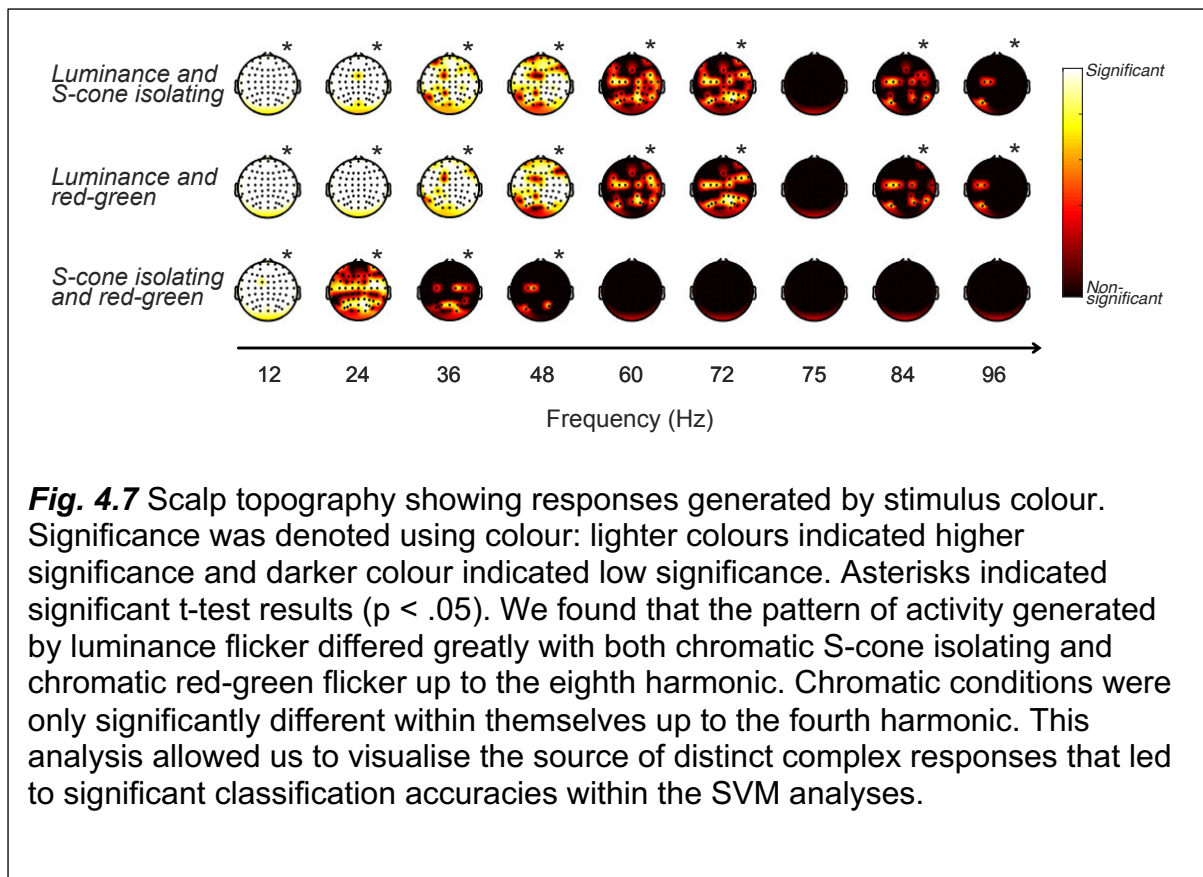 Luminance and
S-cone isolating
* * * * * * * *
Significant
Luminance and
red-green
* * * * * * * *
S-cone isolating
and red-green
* * * *
Non-
significant
12 24 36 48 60 72 75 84 96
Frequency (Hz)
Fig. 4.7 Scalp topography showing responses generated by stimulus colour.
Significance was denoted using colour: lighter colours indicated higher
significance and darker colour indicated low significance. Asterisks indicated
significant t-test results (p < .05). We found that the pattern of activity generated
by luminance flicker differed greatly with both chromatic S-cone isolating and
chromatic red-green flicker up to the eighth harmonic. Chromatic conditions were
only significantly different within themselves up to the fourth harmonic. This
analysis allowed us to visualise the source of distinct complex responses that led
to significant classification accuracies within the SVM analyses.